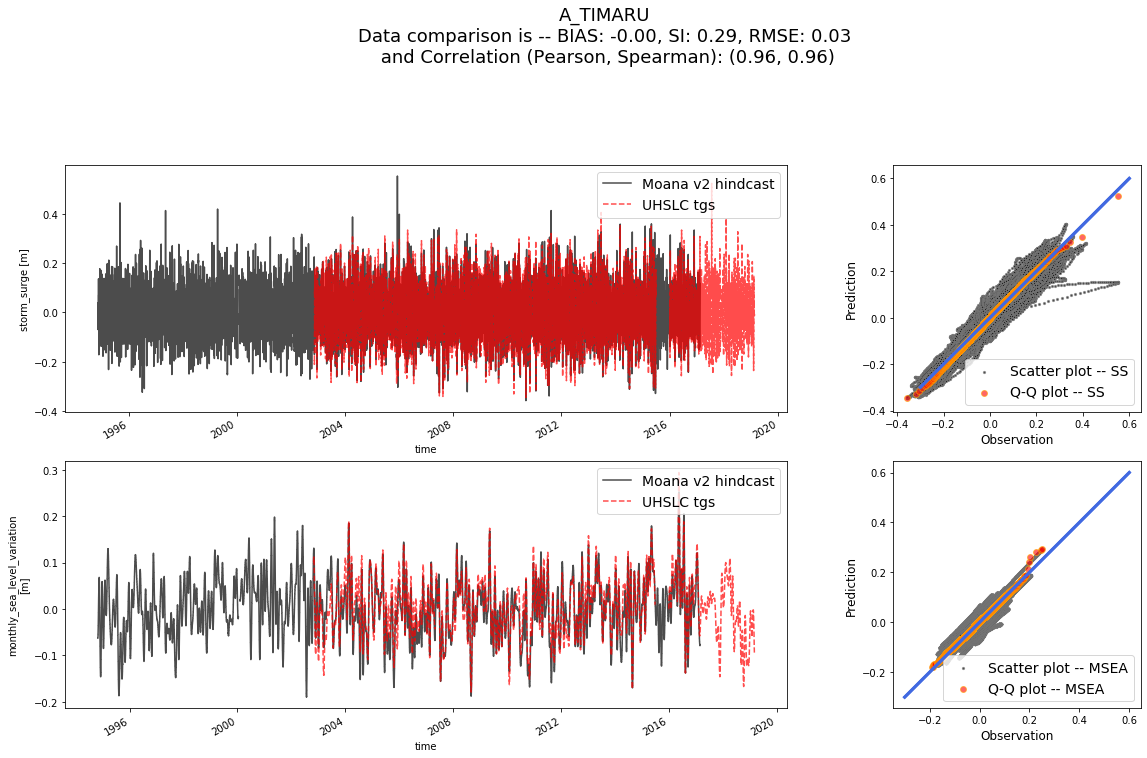 A_TIMARU
Data comparison is -- BIAS: -0.00, SI: 0.29, RMSE: 0.03
and Correlation (Pearson, Spearman): (0.96, 0.96)
storm_surge [m]
0.4
0.2
0.0
−0.2
−0.4
Moana v2 hindcast
UHSLC tgs
1996
2000
2004
2008
2012
2016
2020
time
Prediction
0.6
0.4
0.2
0.0
−0.2
−0.4
Scatter plot -- SS
Q-Q plot -- SS
−0.4
−0.2
0.0
0.2
0.4
0.6
Observation
monthly_sea_level_variation
[m]
0.3
0.2
0.1
0.0
−0.1
−0.2
Moana v2 hindcast
UHSLC tgs
1996
2000
2004
2008
2012
2016
2020
time
Prediction
0.6
0.4
0.2
0.0
−0.2
Scatter plot -- MSEA
Q-Q plot -- MSEA
−0.2
0.0
0.2
0.4
0.6
Observation